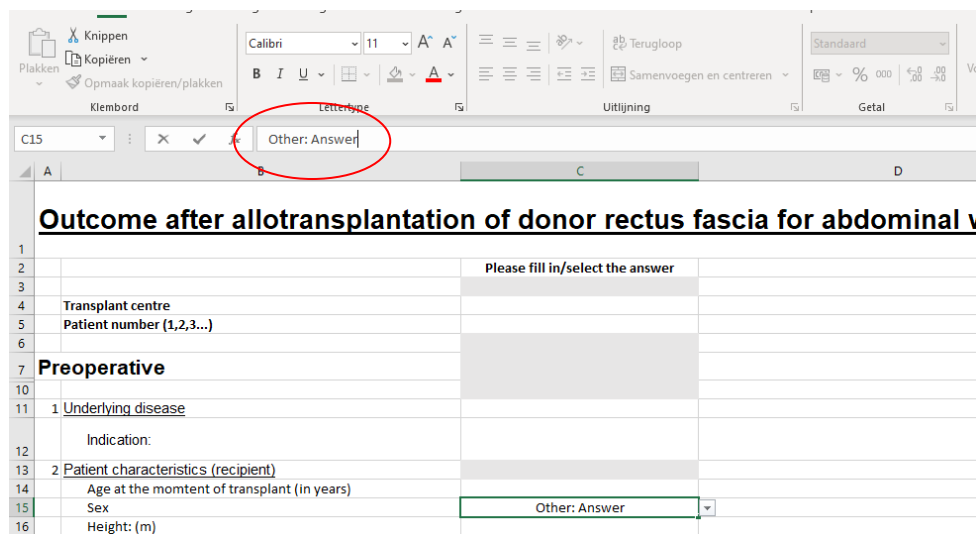 Knippen
Calibri 11 A^ A˅ ab Terugloop Standaard
Kopiëren
Plakken
Opmaak kopiëren/plakken B I U A Samenvoegen en centreren % 000
Klembord Lettertype Uitlijning Getal
C15 fx Other: Answer
A B C D
1 Outcome after allotransplantation of donor rectus fascia for abdominal
2 Please fill in/select the answer
3
4 Transplant centre
5 Patient number (1,2,3...)
6
7 Preoperative
10
11 1 Underlying disease
12 Indication:
13 2 Patient characteristics (recipient)
14 Age at the momtent of transplant (in years)
15 Sex Other: Answer
16 Height: (m)